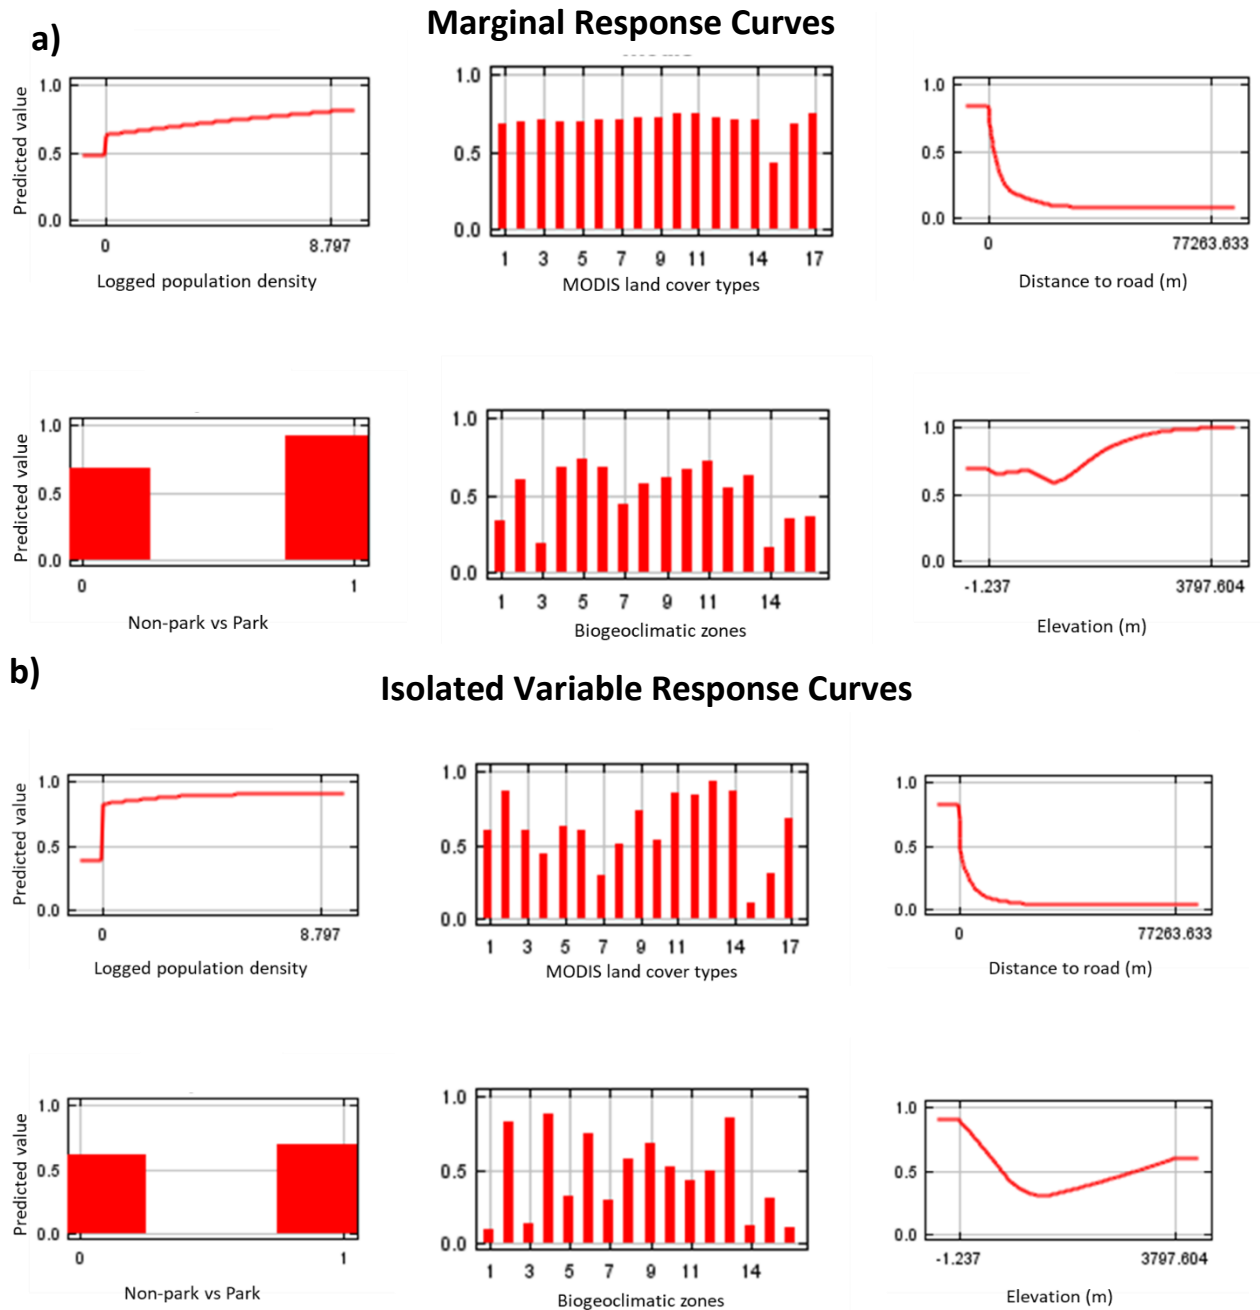 Marginal Response Curves
a)
Predicted value
1.0
0.5
0.0
0 8.797
Logged population density
1.0
0.5
0.0
1 3 5 7 9 11 14 17
MODIS land cover types
1.0
0.5
0.0
0 77263.633
Distance to road (m)
Predicted value
1.0
0.5
0.0
0 1
Non-park vs Park
1.0
0.5
0.0
1 3 5 7 9 11 14
Biogeoclimatic zones
1.0
0.5
0.0
-1.237 3797.604
Elevation (m)
b)
Isolated Variable Response Curves
Predicted value
1.0
0.5
0.0
0 8.797
Logged population density
1.0
0.5
0.0
1 3 5 7 9 11 14 17
MODIS land cover types
1.0
0.5
0.0
0 77263.633
Distance to road (m)
Predicted value
1.0
0.5
0.0
0 1
Non-park vs Park
1.0
0.5
0.0
1 3 5 7 9 11 14
Biogeoclimatic zones
1.0
0.5
0.0
-1.237 3797.604
Elevation (m)